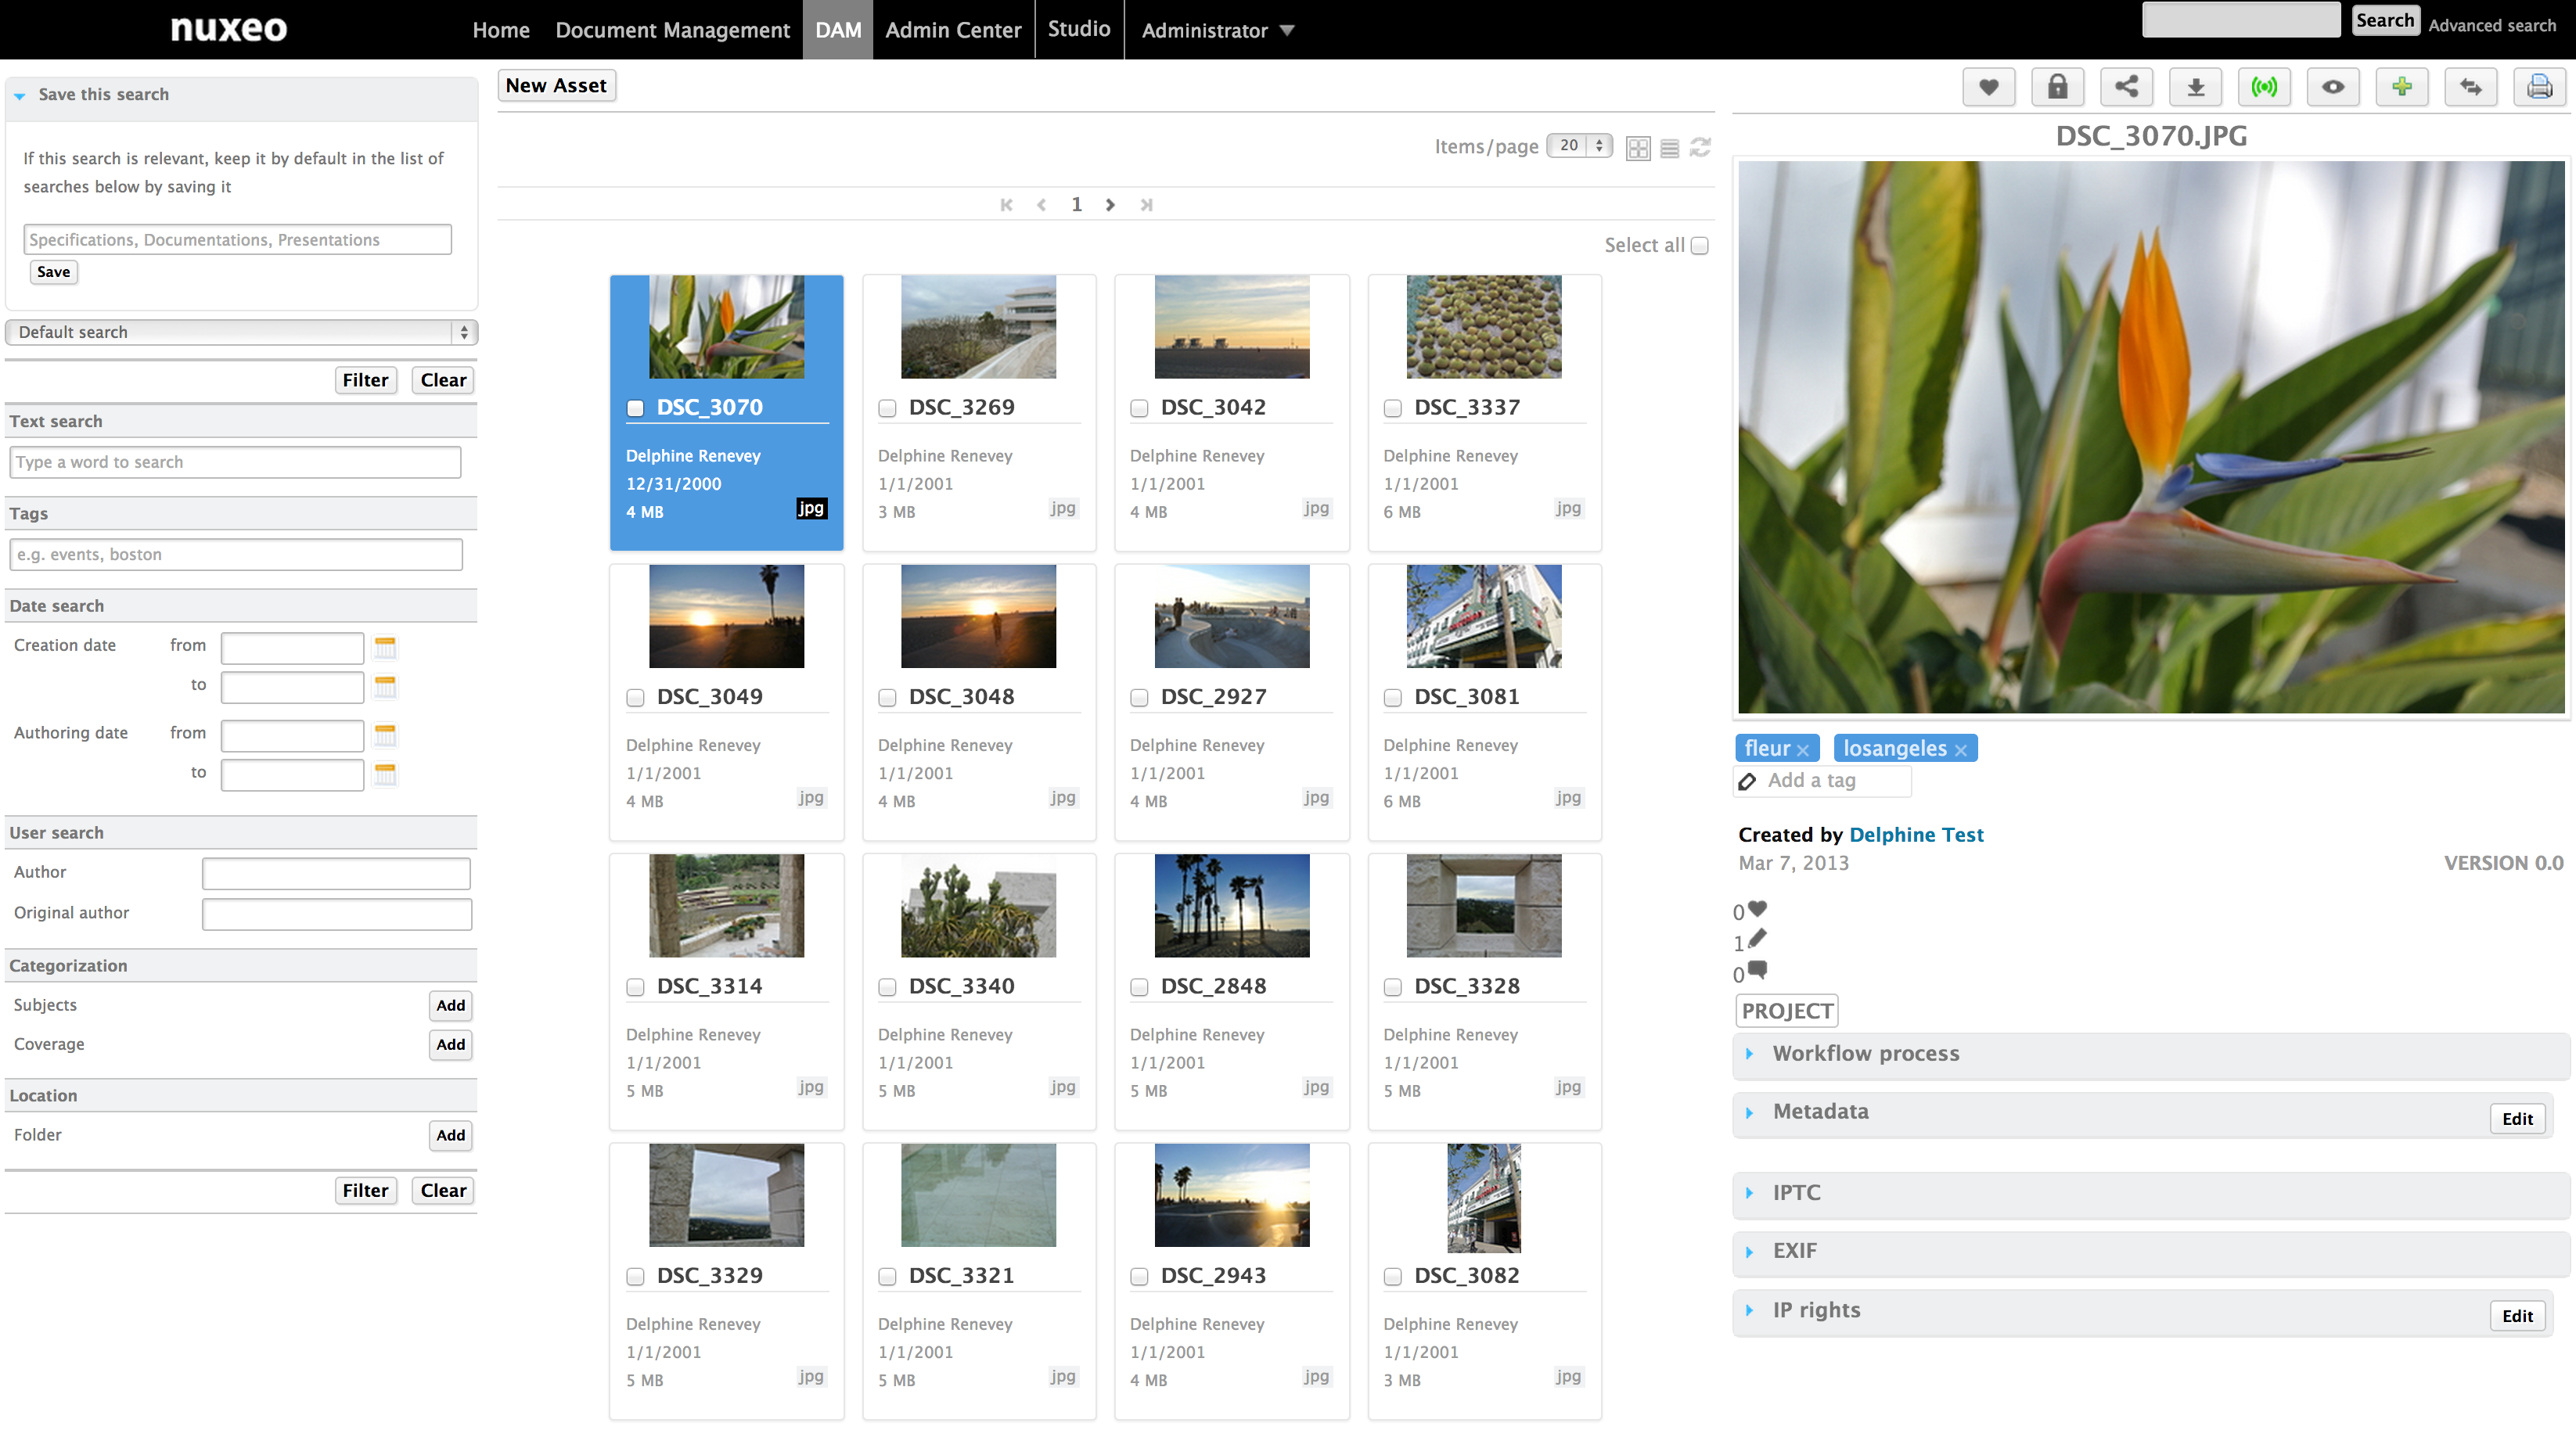 nuxeo
Home Document Management DAM Admin Center Studio Administrator
Search Advanced search
Save this search
If this search is relevant, keep it by default in the list of
searches below by saving it
Specifications, Documentations, Presentations
Save
Default search
Filter Clear
Text search
Type a word to search
Tags
e.g. events, boston
Date search
Creation date from
to
Authoring date from
to
User search
Author
Original author
Categorization
Subjects Add
Coverage Add
Location
Folder Add
Filter Clear
New Asset
Items/page 20
1
Select all
DSC_3070
Delphine Renevey
12/31/2000
4 MB jpg
DSC_3269
Delphine Renevey
1/1/2001
3 MB jpg
DSC_3042
Delphine Renevey
1/1/2001
4 MB jpg
DSC_3337
Delphine Renevey
1/1/2001
6 MB jpg
DSC_3049
Delphine Renevey
1/1/2001
4 MB jpg
DSC_3048
Delphine Renevey
1/1/2001
4 MB jpg
DSC_2927
Delphine Renevey
1/1/2001
4 MB jpg
DSC_3081
Delphine Renevey
1/1/2001
6 MB jpg
DSC_3314
Delphine Renevey
1/1/2001
5 MB jpg
DSC_3340
Delphine Renevey
1/1/2001
5 MB jpg
DSC_2848
Delphine Renevey
1/1/2001
5 MB jpg
DSC_3328
Delphine Renevey
1/1/2001
5 MB jpg
DSC_3329
Delphine Renevey
1/1/2001
5 MB jpg
DSC_3321
Delphine Renevey
1/1/2001
5 MB jpg
DSC_2943
Delphine Renevey
1/1/2001
4 MB jpg
DSC_3082
Delphine Renevey
1/1/2001
3 MB jpg
DSC_3070.JPG
fleur losangeles
Add a tag
Created by Delphine Test
Mar 7, 2013 VERSION 0.0
0
1
0
PROJECT
Workflow process
Metadata Edit
IPTC
EXIF
IP rights Edit